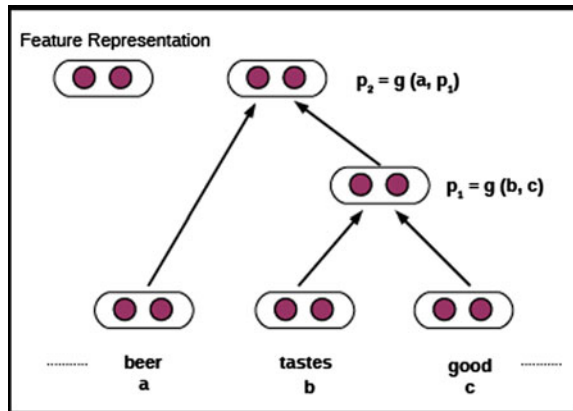 Feature Representation
p₂ = g (a, p₁)
p₁ = g (b, c)
beer tastes good
a b c